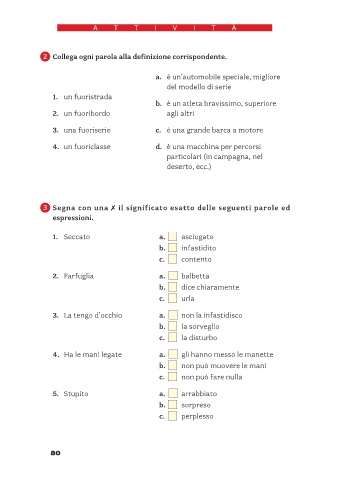 ATTIVITÀ
2 Collega ogni parola alla definizione corrispondente.
1. un fuoristrada
2. un fuoribordo
3. una fuoriserie
4. un fuoriclasse
a. è un'automobile speciale, migliore
del modello di serie
b. è un atleta bravissimo, superiore
agli altri
c. è una grande barca a motore
d. è una macchina per percorsi
particolari (in campagna, nel
deserto, ecc.)
3 Segna con una ✗ il significato esatto delle seguenti parole ed
espressioni.
1. Seccato a. asciugato
b. infastidito
c. contento
2. Farfuglia a. balbetta
b. dice chiaramente
c. urla
3. La tengo d'occhio a. non la infastidisco
b. la sorveglio
c. la disturbo
4. Ha le mani legate a. gli hanno messo le manette
b. non può muovere le mani
c. non può fare nulla
5. Stupito a. arrabbiato
b. sorpreso
c. perplesso
80